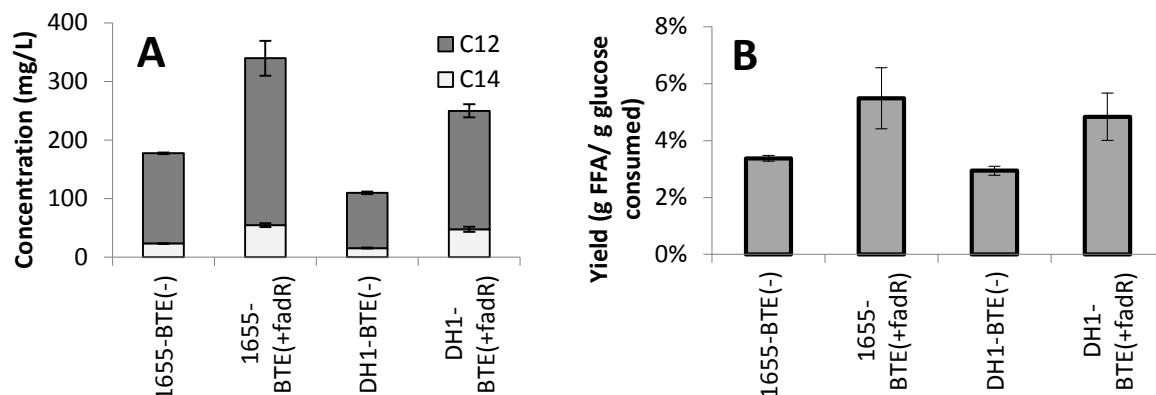 A
Concentration (mg/L)
400
300
200
100
0
C12
C14
1655-BTE(-)
1655-
BTE(+fadR)
DH1-BTE(-)
DH1-
BTE(+fadR)
B
Yield (g FFA/ g glucose
consumed)
8%
6%
4%
2%
0%
1655-BTE(-)
1655-
BTE(+fadR)
DH1-BTE(-)
DH1-
BTE(+fadR)